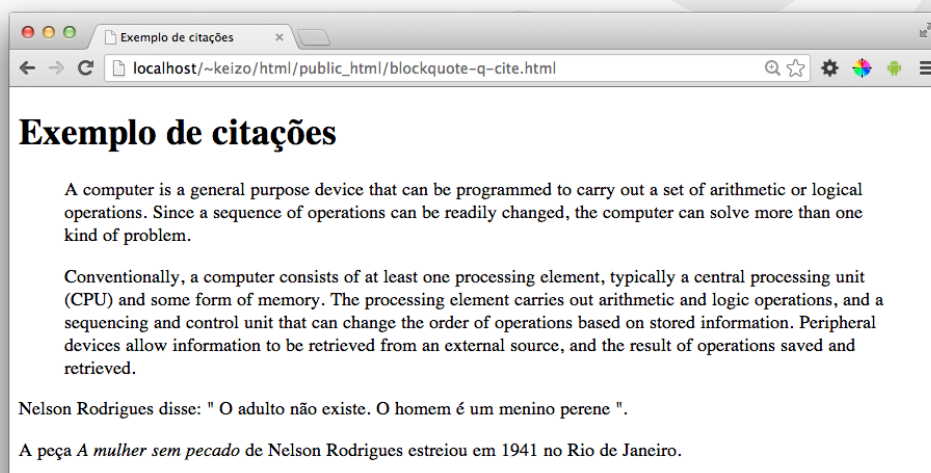 Exemplo de citações
localhost/~keizo/html/public_html/blockquote-q-cite.html
Exemplo de citações
A computer is a general purpose device that can be programmed to carry out a set of arithmetic or logical
operations. Since a sequence of operations can be readily changed, the computer can solve more than one
kind of problem.
Conventionally, a computer consists of at least one processing element, typically a central processing unit
(CPU) and some form of memory. The processing element carries out arithmetic and logic operations, and a
sequencing and control unit that can change the order of operations based on stored information. Peripheral
devices allow information to be retrieved from an external source, and the result of operations saved and
retrieved.
Nelson Rodrigues disse: " O adulto não existe. O homem é um menino perene ".
A peça A mulher sem pecado de Nelson Rodrigues estreiou em 1941 no Rio de Janeiro.